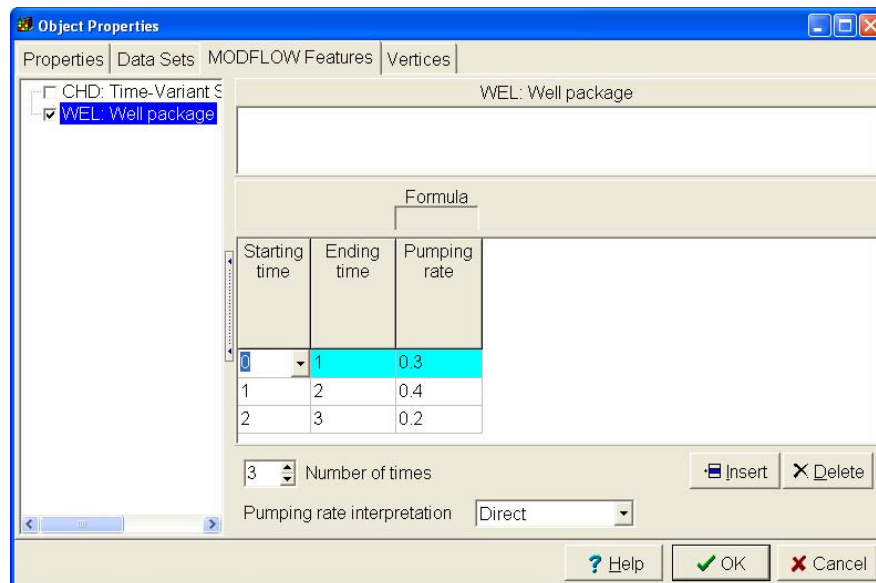 Object Properties
Properties Data Sets MODFLOW Features Vertices
CHD: Time-Variant S
WEL: Well package
WEL: Well package
Formula
Starting time Ending time Pumping rate
0 1 0.3
1 2 0.4
2 3 0.2
3 Number of times
Insert Delete
Pumping rate interpretation Direct
? Help OK Cancel